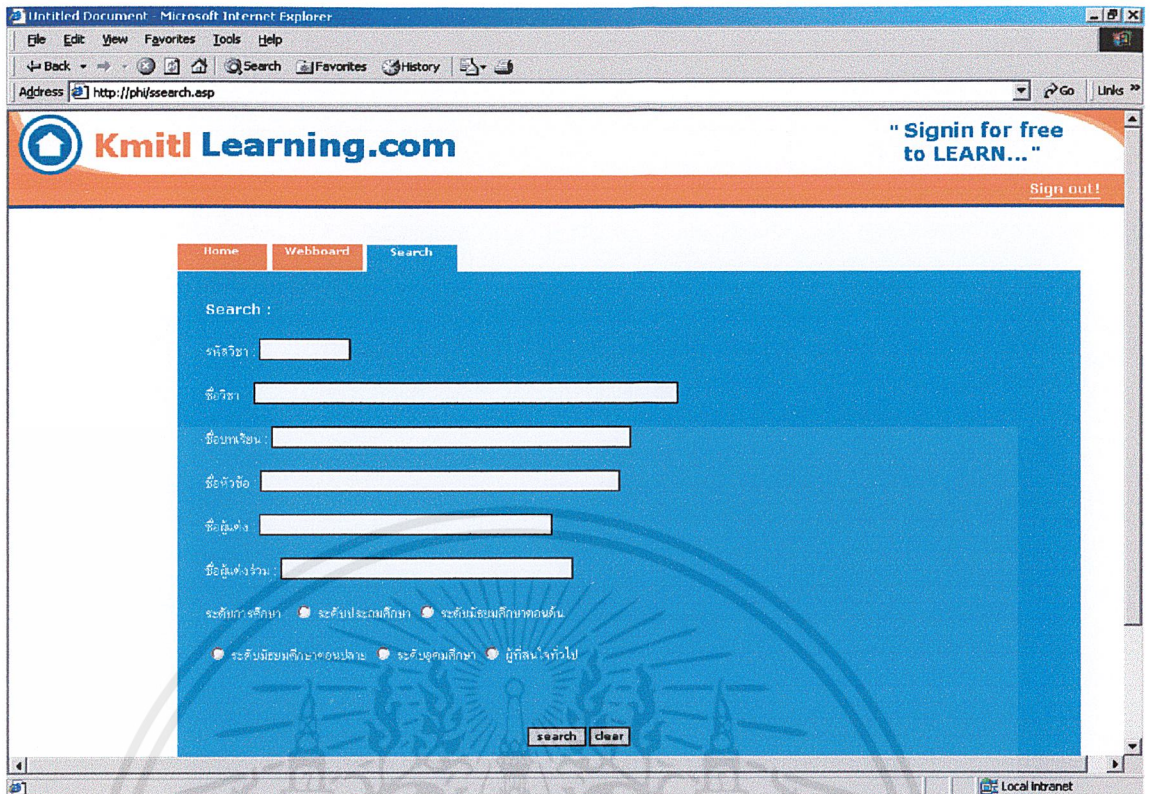 Untitled Document - Microsoft Internet Explorer
File Edit View Favorites Tools Help
Back Search Favorites History
Address http://phi/ssearch.asp Go Links »
Kmitl Learning.com
" Signin for free
to LEARN... "
Sign out!
Home Webboard Search
Search :
รหัสวิชา :
ชื่อวิชา
ชื่อบทเรียน :
ชื่อหัวข้อ
ชื่อผู้แต่ง
ชื่อผู้แต่งร่วม :
ระดับการศึกษา ระดับประถมศึกษา ระดับมัธยมศึกษาตอนต้น
ระดับมัธยมศึกษาตอนปลาย ระดับอุดมศึกษา ผู้ที่สนใจทั่วไป
search clear
Local intranet